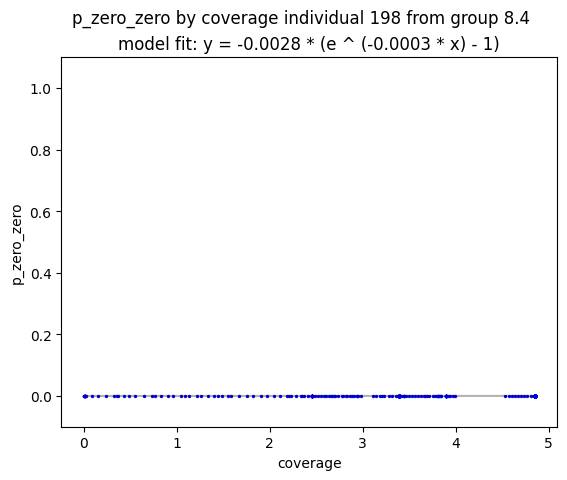 p_zero_zero by coverage individual 198 from group 8.4
model fit: y = -0.0028 * (e ^ (-0.0003 * x) - 1)
1.0
0.8
0.6
0.4
0.2
0.0
p_zero_zero
0 1 2 3 4 5
coverage